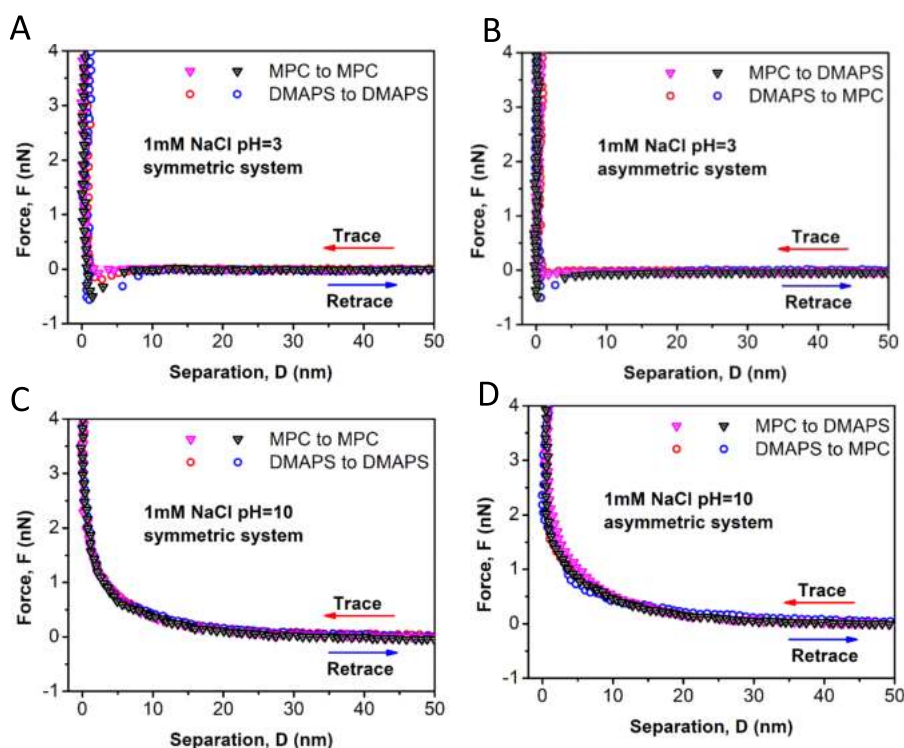 A
4
3
2
1
0
-1
Force, F (nN)
MPC to MPC
DMAPS to DMAPS
1mM NaCl pH=3
symmetric system
Trace
Retrace
0 10 20 30 40 50
Separation, D (nm)
B
4
3
2
1
0
-1
Force, F (nN)
MPC to DMAPS
DMAPS to MPC
1mM NaCl pH=3
asymmetric system
Trace
Retrace
0 10 20 30 40 50
Separation, D (nm)
C
4
3
2
1
0
-1
Force, F (nN)
MPC to MPC
DMAPS to DMAPS
1mM NaCl pH=10
symmetric system
Trace
Retrace
0 10 20 30 40 50
Separation, D (nm)
D
4
3
2
1
0
-1
Force, F (nN)
MPC to DMAPS
DMAPS to MPC
1mM NaCl pH=10
asymmetric system
Trace
Retrace
0 10 20 30 40 50
Separation, D (nm)